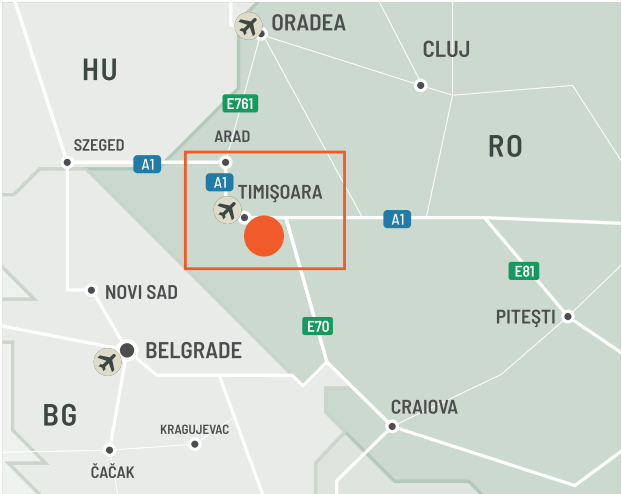 ORADEA
CLUJ
HU
E761
RO
ARAD
SZEGED
A1
A1
TIMIŞOARA
A1
E81
NOVI SAD
PITEŞTI
E70
BELGRADE
CRAIOVA
BG
KRAGUJEVAC
ČAČAK